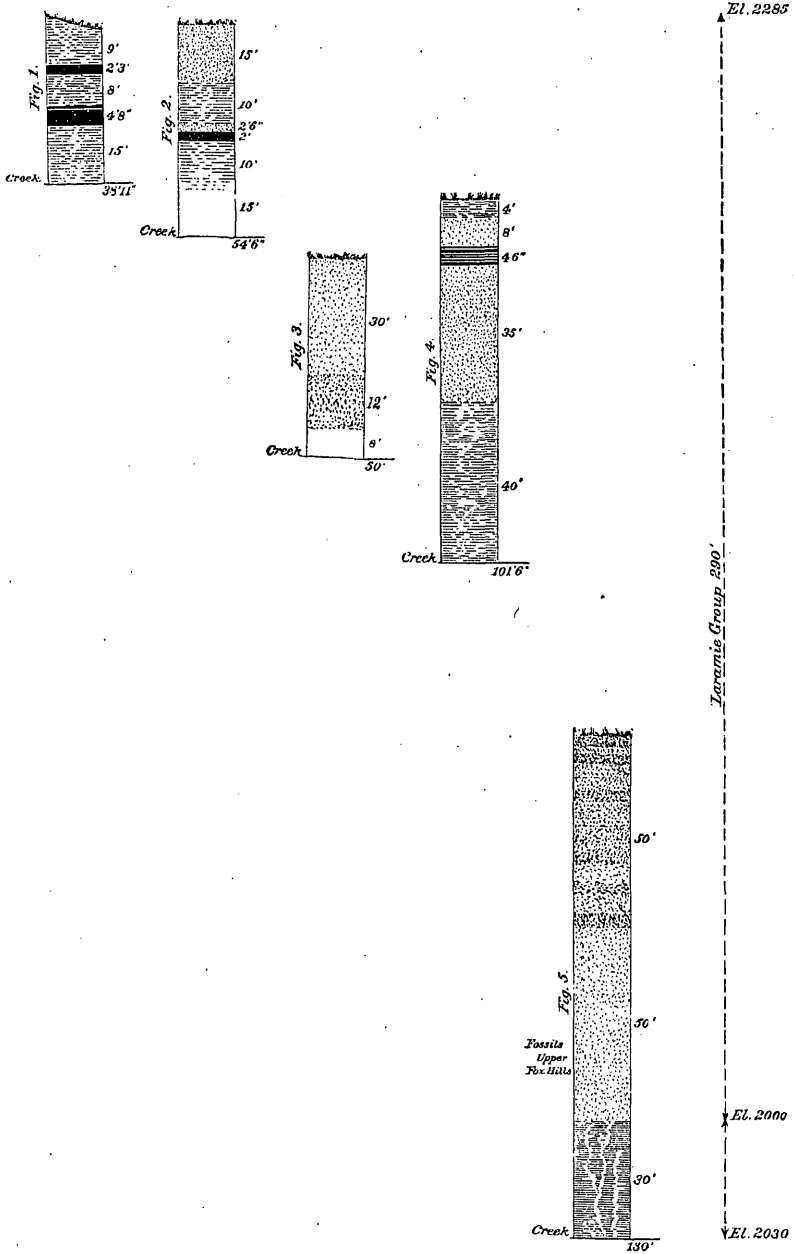 El. 2285
Fig. 1.
9'
2'3'
8'
4'8"
15'
Creek
38'11"
Fig. 2.
15'
10'
2'6"
2'
10'
15'
Creek
54'6"
Fig. 3.
30'
12'
8'
Creek
50'
Fig. 4.
4'
8'
4 6"
35'
40'
Creek
101'6"
Laramie Group 290'
Fig. 5.
50'
50'
Fossils
Upper
Fox Hills
30'
Creek
130'
El. 2000
El. 2030